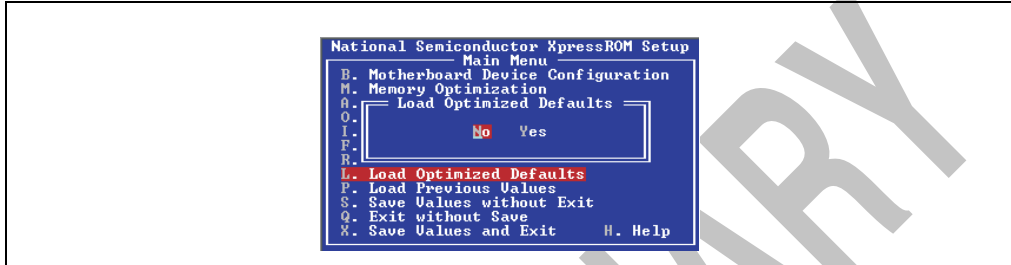 National Semiconductor XpressROM Setup
Main Menu
B. Motherboard Device Configuration
M. Memory Optimization
A.
Load Optimized Defaults
O.
I.
No Yes
F.
R.
L. Load Optimized Defaults
P. Load Previous Values
S. Save Values without Exit
Q. Exit without Save
X. Save Values and Exit H. Help